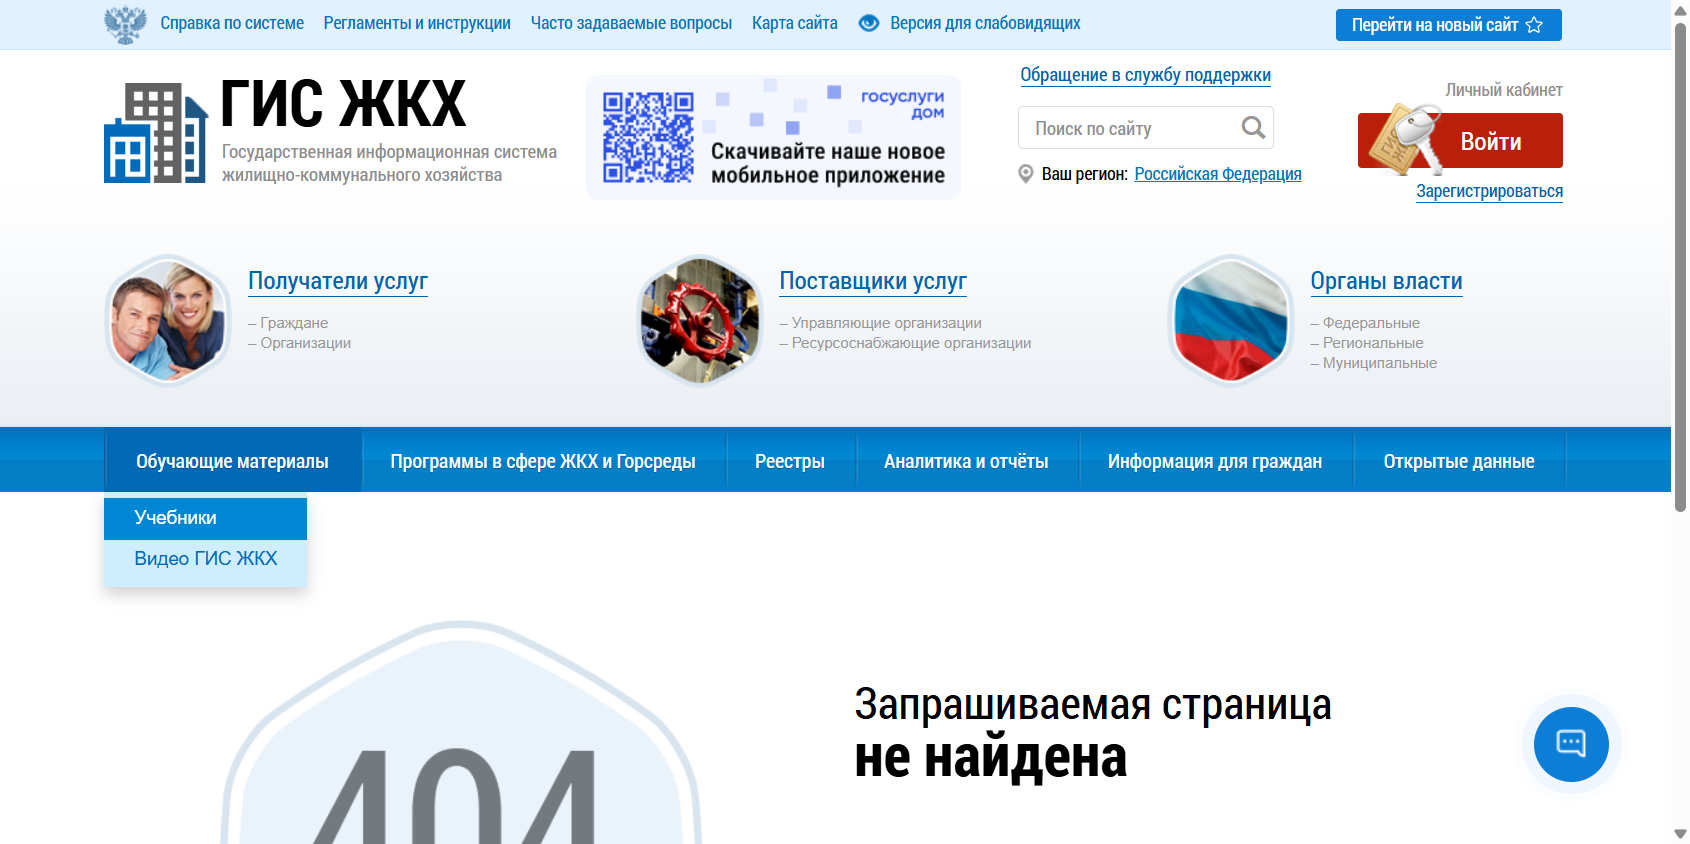 Справка по системе Регламенты и инструкции Часто задаваемые вопросы Карта сайта Версия для слабовидящих Перейти на новый сайт
ГИС ЖКХ
Государственная информационная система
жилищно-коммунального хозяйства
госуслуги
дом
Скачивайте наше новое
мобильное приложение
Обращение в службу поддержки
Поиск по сайту
Ваш регион: Российская Федерация
Личный кабинет
ГИС ЖКХ
Войти
Зарегистрироваться
Получатели услуг
– Граждане
– Организации
Поставщики услуг
– Управляющие организации
– Ресурсоснабжающие организации
Органы власти
– Федеральные
– Региональные
– Муниципальные
Обучающие материалы Программы в сфере ЖКХ и Горсреды Реестры Аналитика и отчёты Информация для граждан Открытые данные
Учебники
Видео ГИС ЖКХ
404
Запрашиваемая страница
не найдена